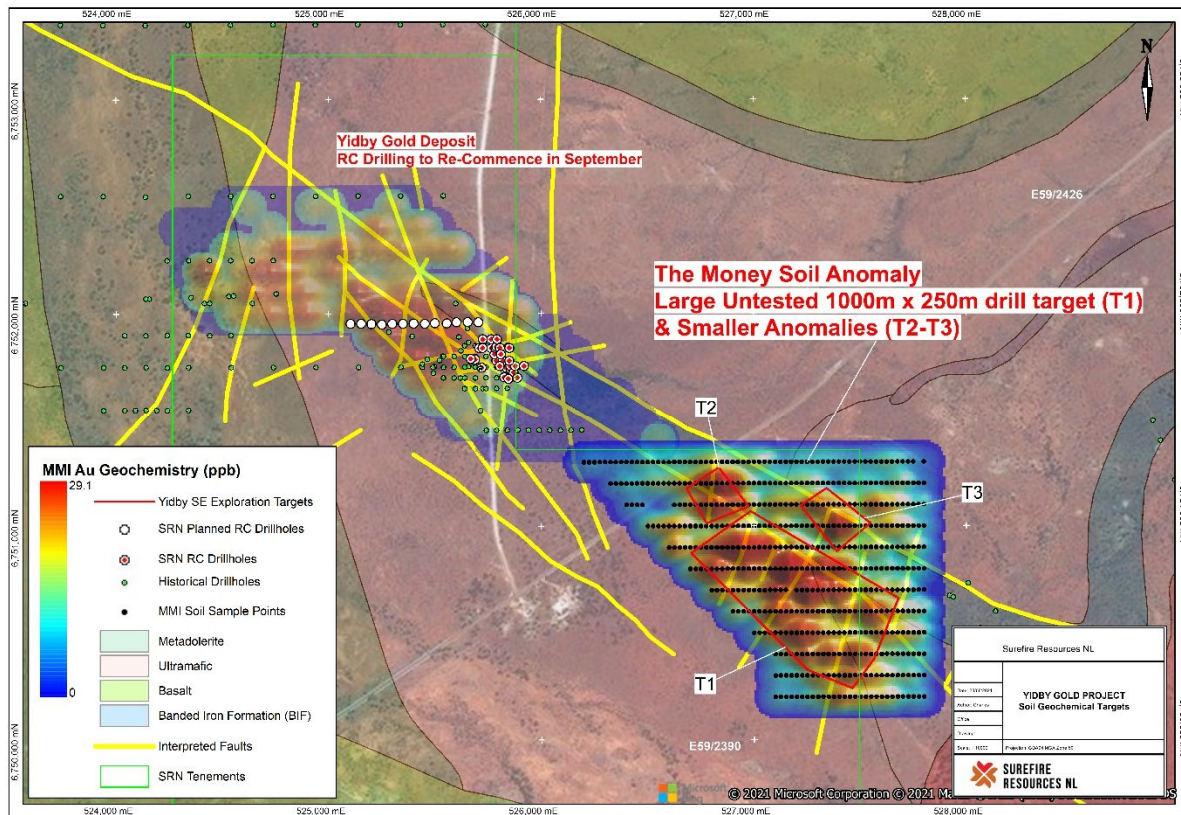 524,000 mE 525,000 mE 526,000 mE 527,000 mE 528,000 mE
N
6,753,000 mN
Yidby Gold Deposit
RC Drilling to Re-Commence in September
E59/2426
The Money Soil Anomaly
Large Untested 1000m x 250m drill target (T1)
& Smaller Anomalies (T2-T3)
6,752,000 mN
T2
T3
6,751,000 mN
T1
E59/2390
6,750,000 mN
MMI Au Geochemistry (ppb)
29.1
0
Yidby SE Exploration Targets
SRN Planned RC Drillholes
SRN RC Drillholes
Historical Drillholes
MMI Soil Sample Points
Metadolerite
Ultramafic
Basalt
Banded Iron Formation (BIF)
Interpreted Faults
SRN Tenements
Surefire Resources NL
YIDBY GOLD PROJECT
Soil Geochemical Targets
SUREFIRE
RESOURCES NL
Microsoft
© 2021 Microsoft Corporation © 2021
524,000 mE 525,000 mE 526,000 mE 527,000 mE 528,000 mE